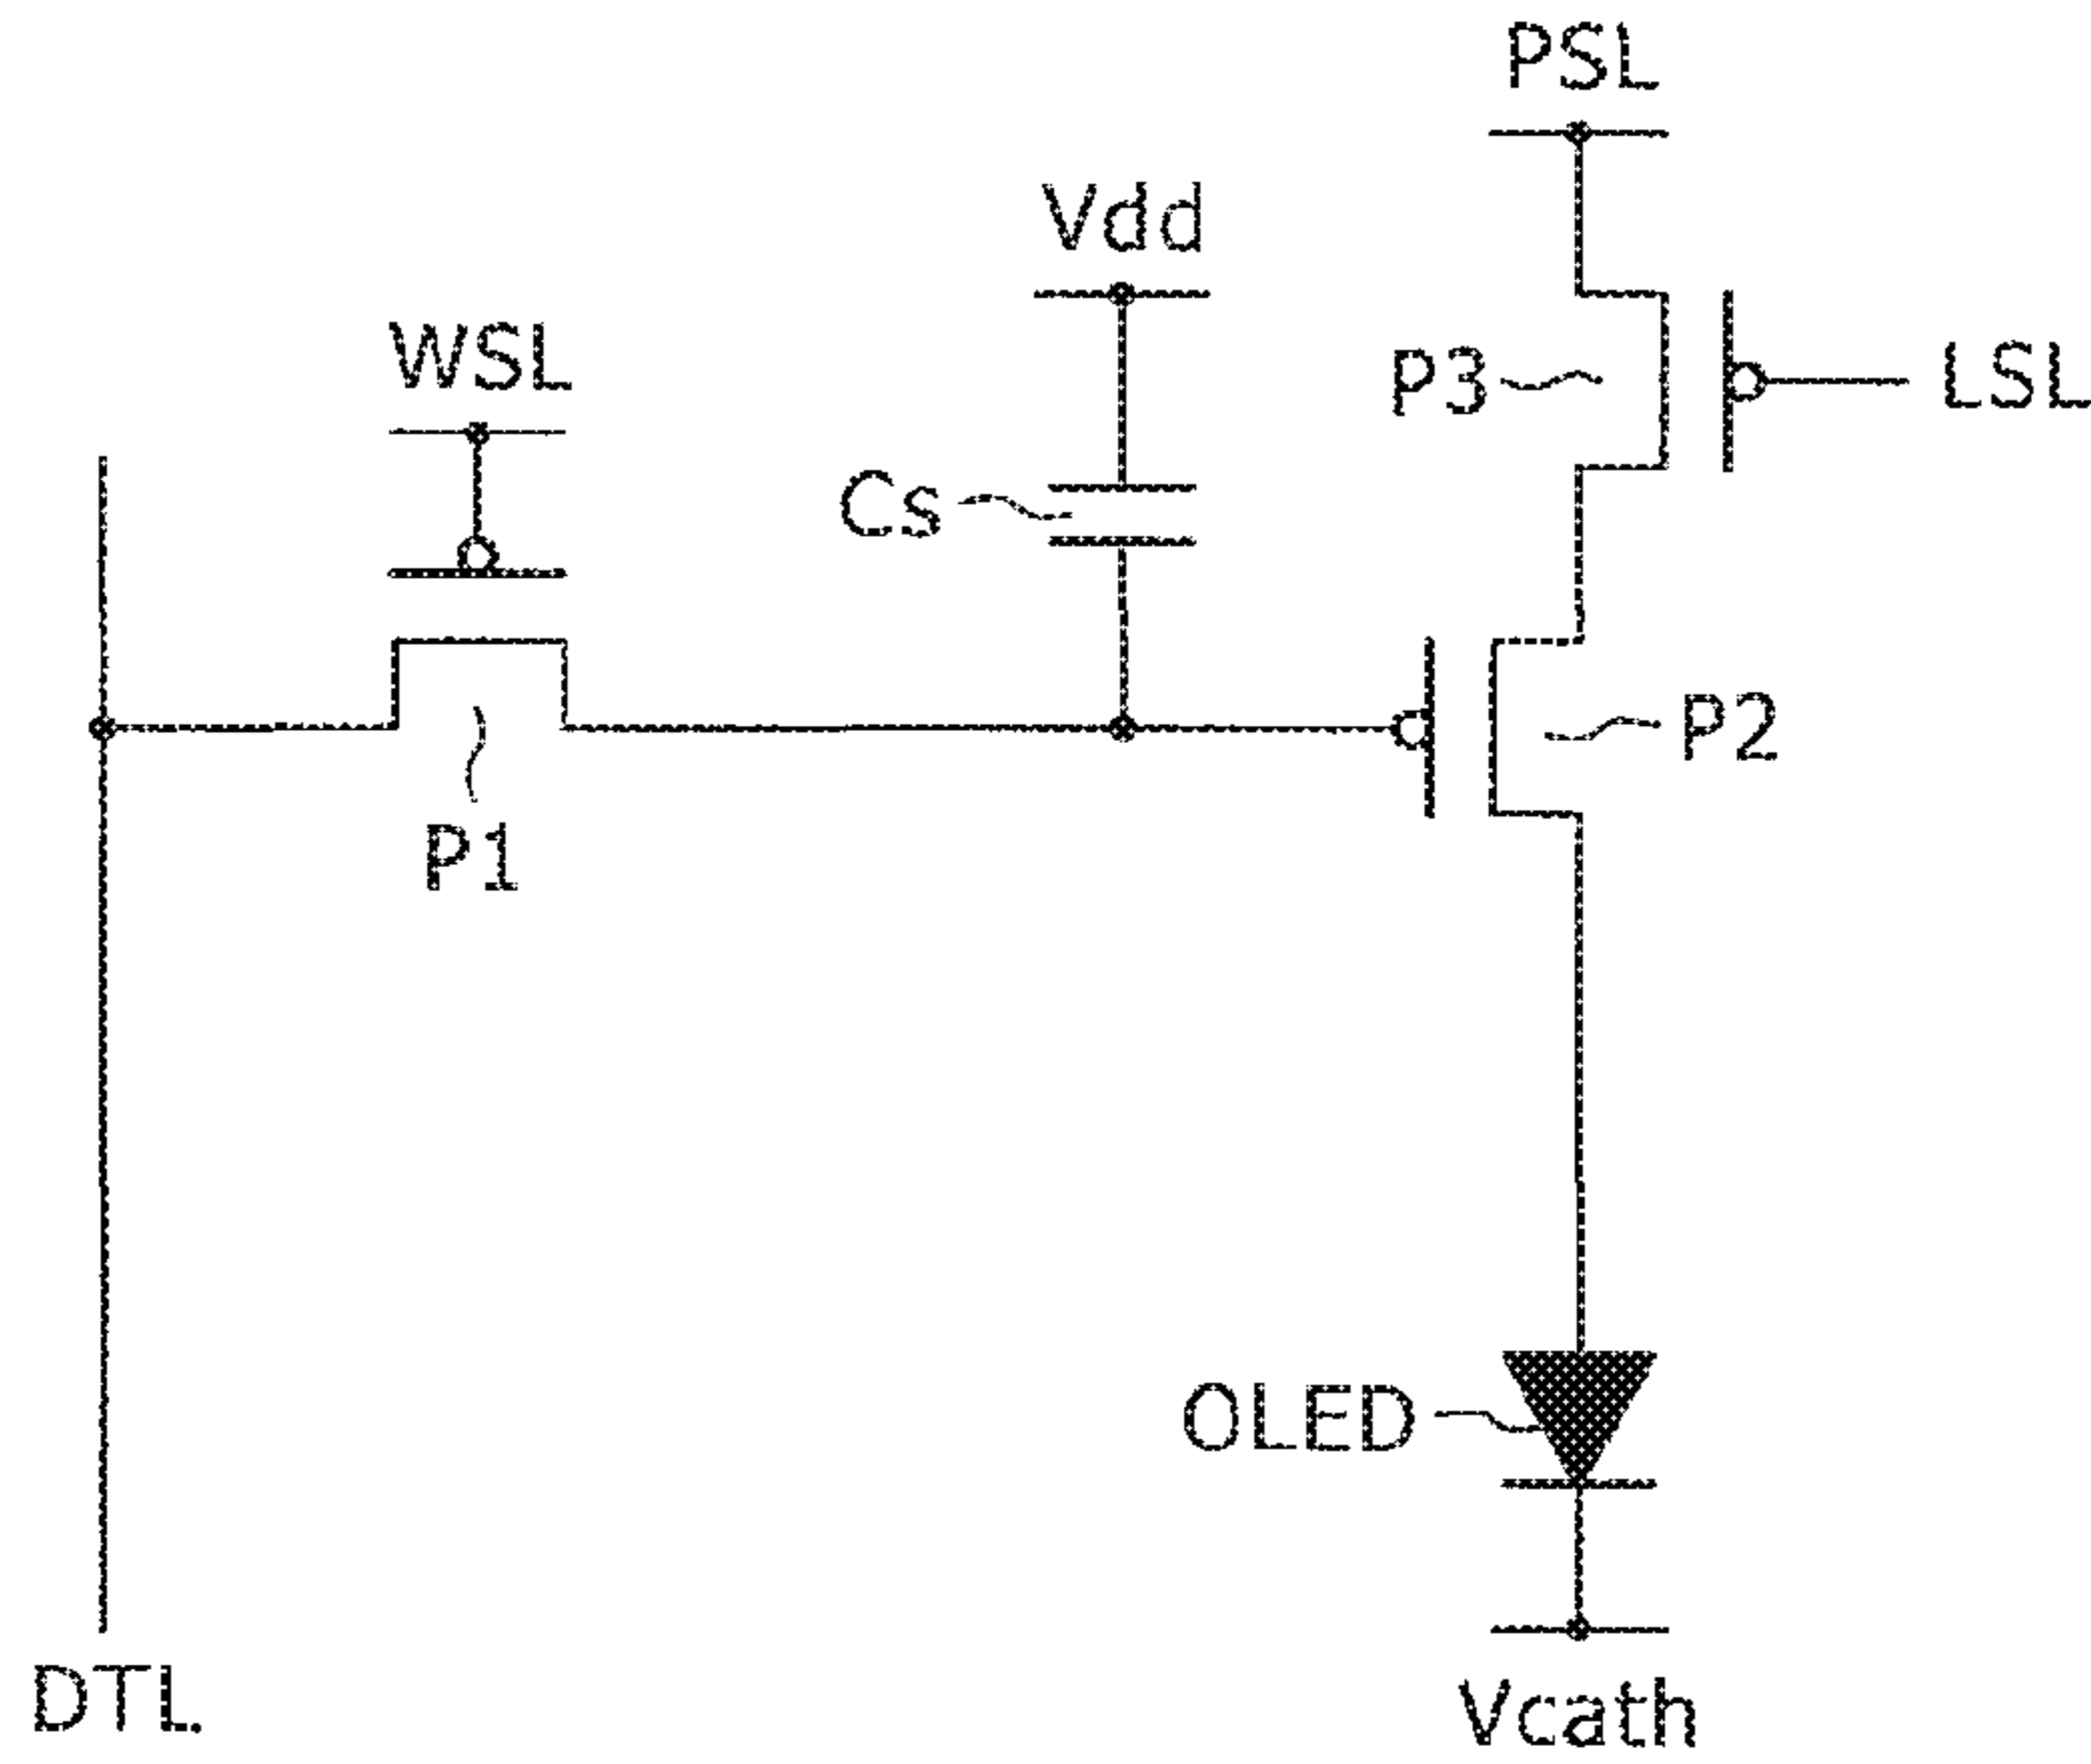 PSL
Vdd
WSL
P3
LSL
Cs
P2
P1
OLED
DTL
Vcath